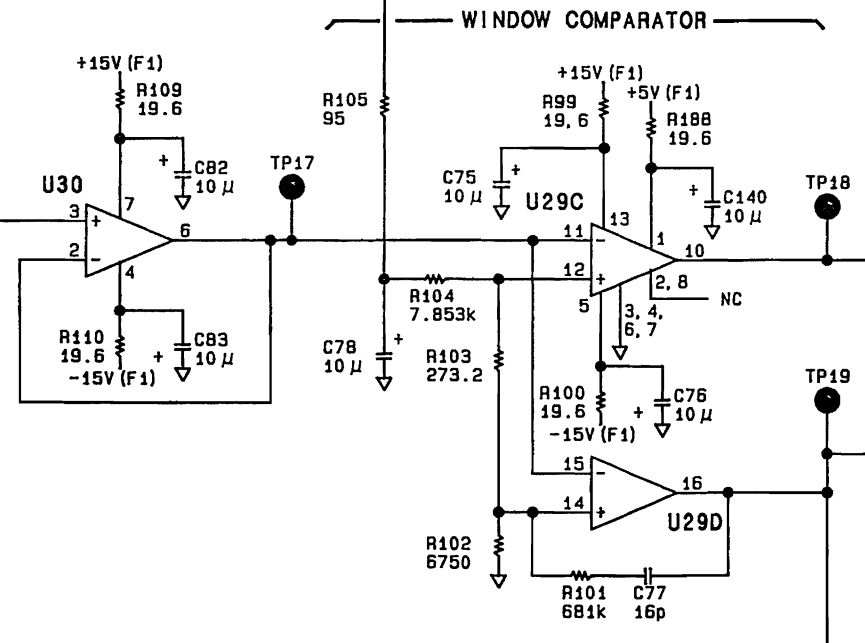 WINDOW COMPARATOR
+15V (F1)
R109
19.6
+
C82
10 μ
TP17
U30
7
3
+
2
-
6
4
R110
19.6
-15V (F1)
+
C83
10 μ
R105
95
R104
7.853k
C78
10 μ
+
R103
273.2
R102
6750
+15V (F1)
R99
19.6
+5V (F1)
R188
19.6
C75
10 μ
+
U29C
13
1
+
C140
10 μ
TP18
11
-
12
+
10
2, 8
NC
5
3, 4,
6, 7
R100
19.6
-15V (F1)
+
C76
10 μ
TP19
15
-
14
+
16
U29D
R101
681k
C77
16p